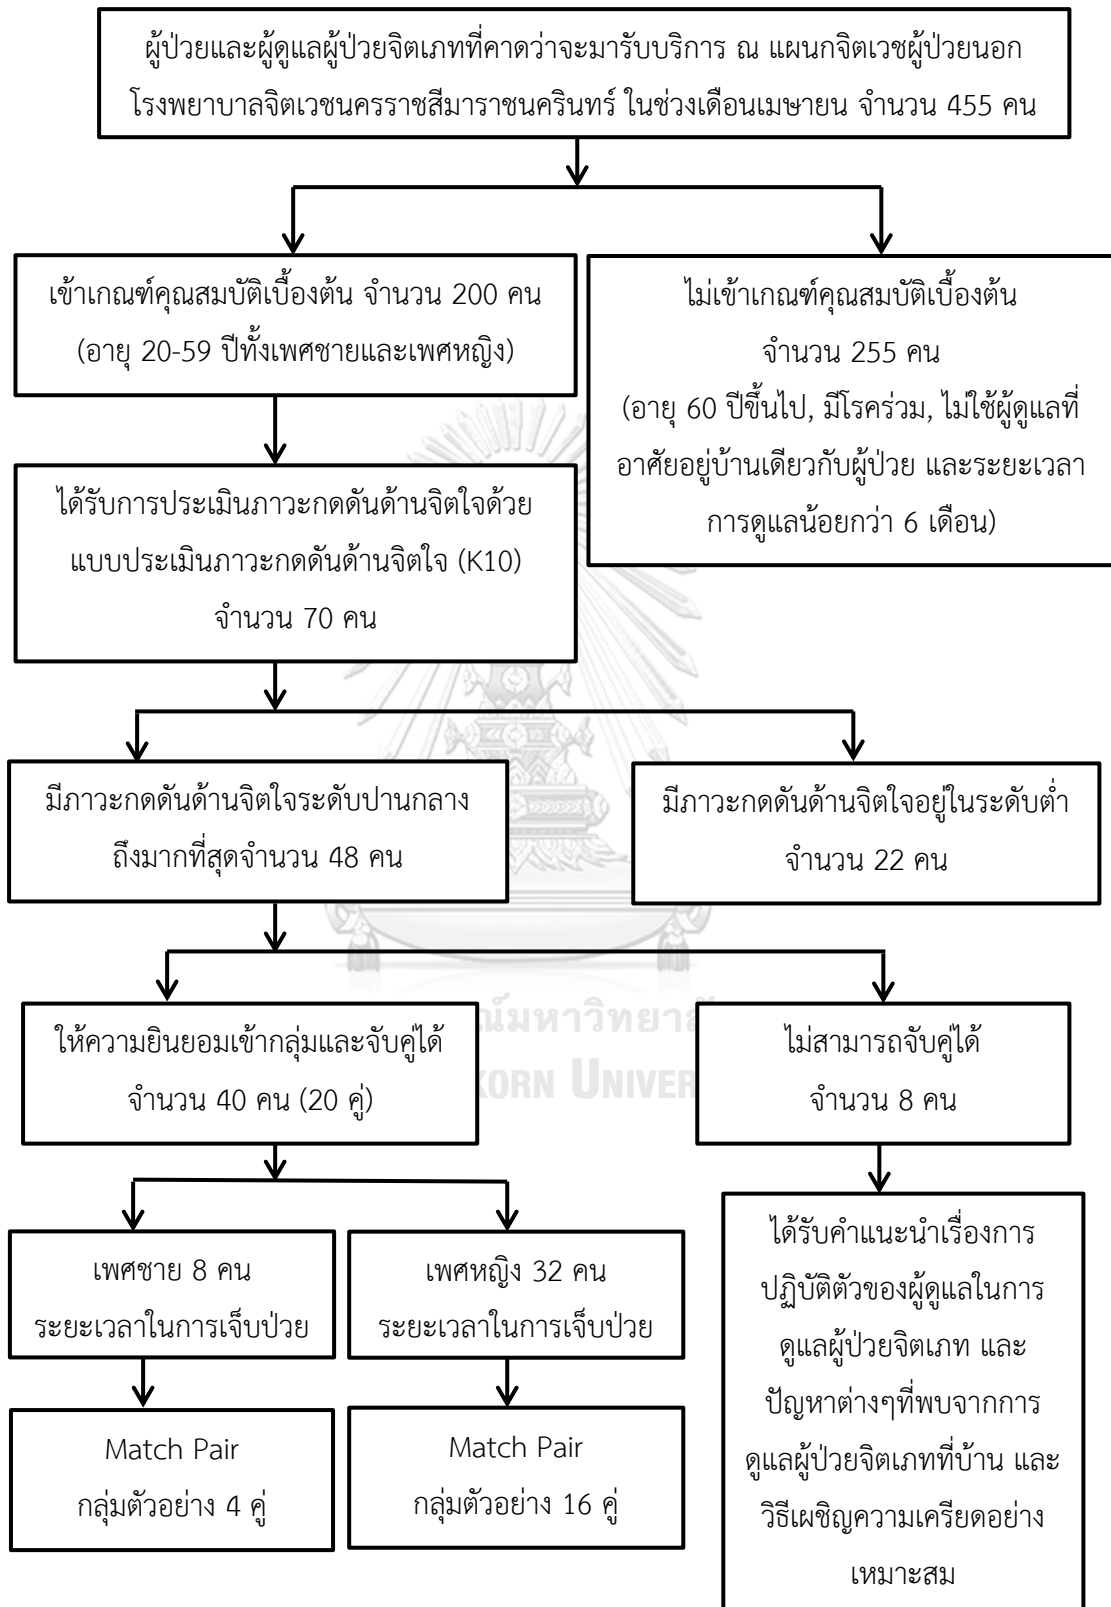 ผู้ป่วยและผู้ดูแลผู้ป่วยจิตเภทที่คาดว่าจะมารับบริการ ณ แผนกจิตเวชผู้ป่วยนอก
โรงพยาบาลจิตเวชนครราชสีมาราชนครินทร์ ในช่วงเดือนเมษายน จำนวน 455 คน
เข้าเกณฑ์คุณสมบัติเบื้องต้น จำนวน 200 คน
(อายุ 20-59 ปีทั้งเพศชายและเพศหญิง)
ไม่เข้าเกณฑ์คุณสมบัติเบื้องต้น
จำนวน 255 คน
(อายุ 60 ปีขึ้นไป, มีโรคร่วม, ไม่ใช้ผู้ดูแลที่
อาศัยอยู่บ้านเดียวกับผู้ป่วย และระยะเวลา
การดูแลน้อยกว่า 6 เดือน)
ได้รับการประเมินภาวะกดดันด้านจิตใจด้วย
แบบประเมินภาวะกดดันด้านจิตใจ (K10)
จำนวน 70 คน
มีภาวะกดดันด้านจิตใจระดับปานกลาง
ถึงมากที่สุดจำนวน 48 คน
มีภาวะกดดันด้านจิตใจอยู่ในระดับต่ำ
จำนวน 22 คน
ให้ความยินยอมเข้ากลุ่มและจับคู่ได้
จำนวน 40 คน (20 คู่)
ไม่สามารถจับคู่ได้
จำนวน 8 คน
เพศชาย 8 คน
ระยะเวลาในการเจ็บป่วย
เพศหญิง 32 คน
ระยะเวลาในการเจ็บป่วย
ได้รับคำแนะนำเรื่องการ
ปฏิบัติตัวของผู้ดูแลในการ
ดูแลผู้ป่วยจิตเภท และ
ปัญหาต่างๆที่พบจากการ
ดูแลผู้ป่วยจิตเภทที่บ้าน และ
วิธีเผชิญความเครียดอย่าง
เหมาะสม
Match Pair
กลุ่มตัวอย่าง 4 คู่
Match Pair
กลุ่มตัวอย่าง 16 คู่